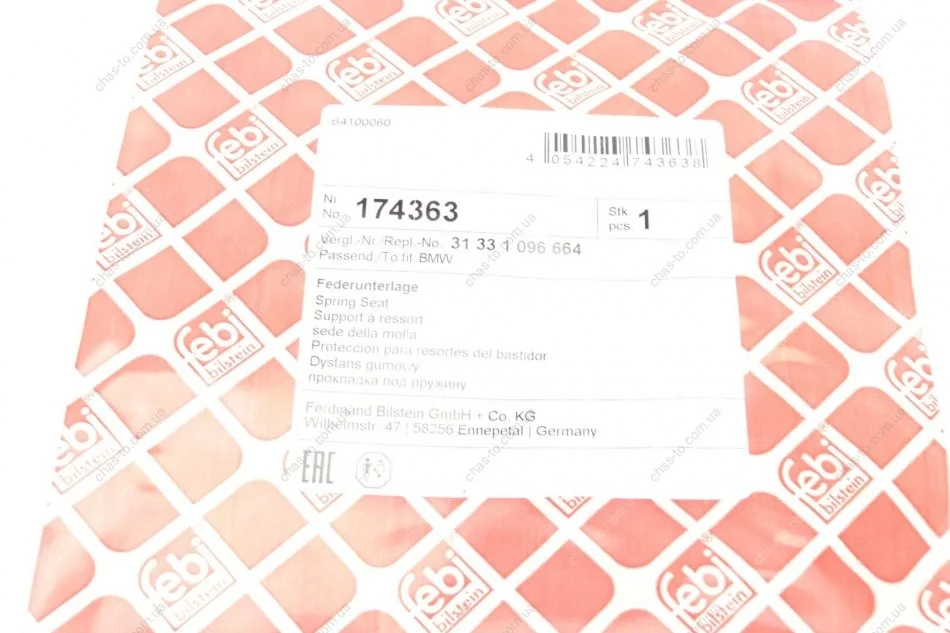 B4100060
4 054224 743638
Nr.
No. 174363
Stk.
pcs. 1
Vergl.-Nr./Repl.-No. 31 33 1 096 664
Passend./To fit BMW
Federunterlage
Spring Seat
Support à ressort
sede della molla
Protección para resortes del bastidor
Dystans gumowy
прокладка под пружину
Ferdinand Bilstein GmbH + Co. KG
Wilhelmstr. 47 | 58256 Ennepetal | Germany
EAC
febi
bilstein
chas-to.com.ua